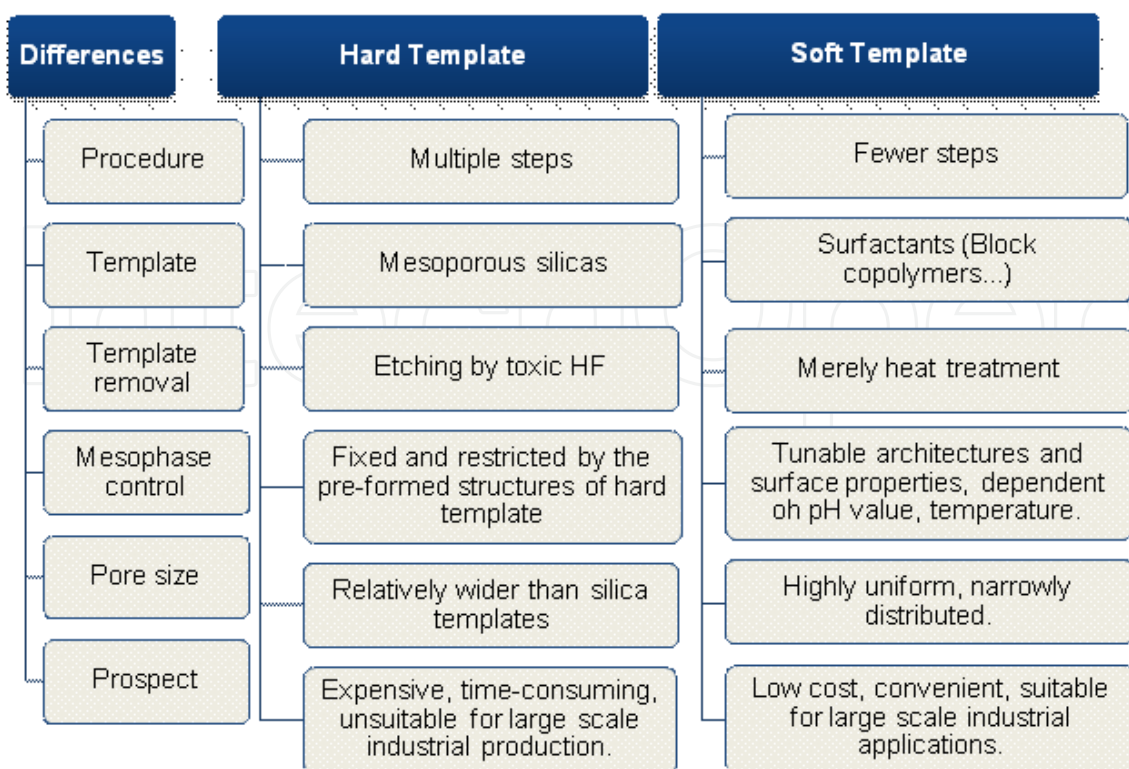 Differences
Hard Template
Soft Template
Procedure
Multiple steps
Fewer steps
Template
Mesoporous silicas
Surfactants (Block
copolymers...)
Template
removal
Etching by toxic HF
Merely heat treatment
Mesophase
control
Fixed and restricted by the
pre-formed structures of hard
template
Tunable architectures and
surface properties, dependent
oh pH value, temperature.
Pore size
Relatively wider than silica
templates
Highly uniform, narrowly
distributed.
Prospect
Expensive, time-consuming,
unsuitable for large scale
industrial production.
Low cost, convenient, suitable
for large scale industrial
applications.